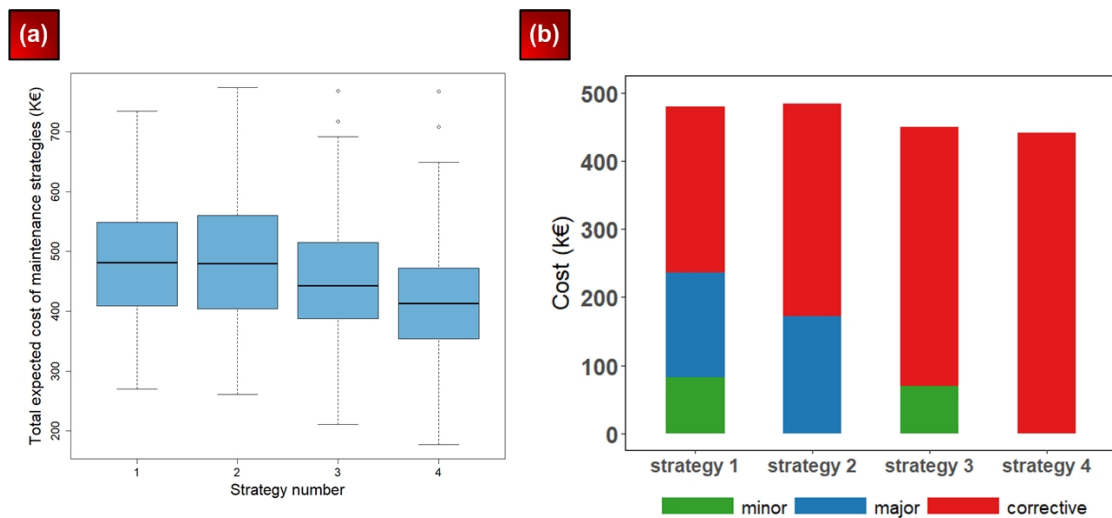 (a)
Total expected cost of maintenance strategies (K€)
700
600
500
400
300
200
1 2 3 4
Strategy number
(b)
Cost (k€)
500
400
300
200
100
0
strategy 1 strategy 2 strategy 3 strategy 4
minor major corrective